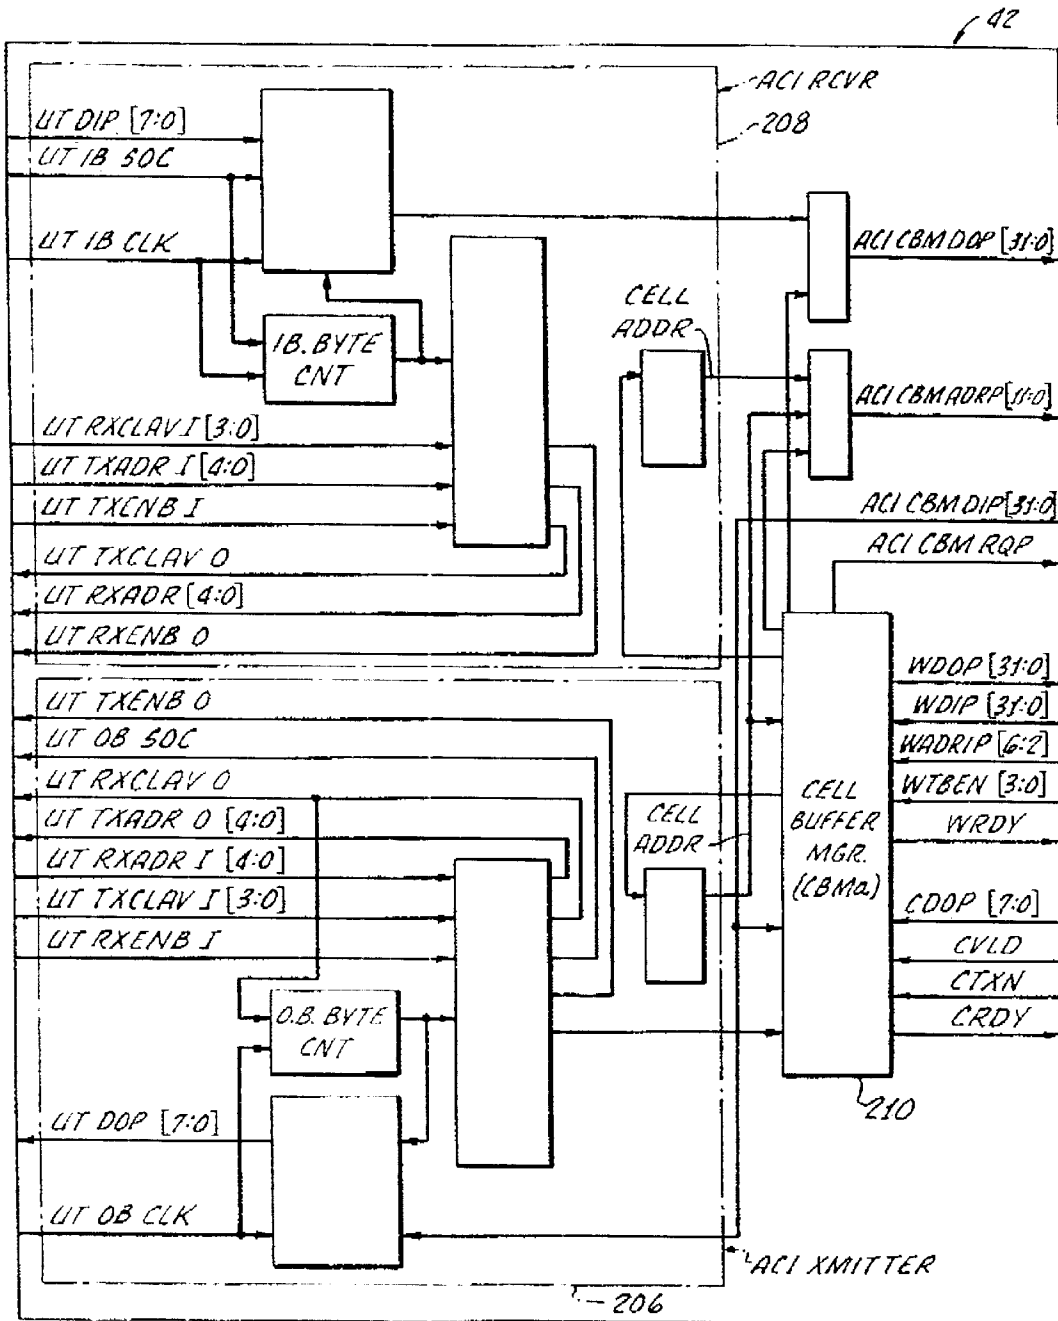 42
ACI RCVR
208
UT DIP [7:0]
UT IB SOC
UT IB CLK
IB. BYTE
CNT
CELL
ADDR
ACI CBM DOP [31:0]
ACI CBM ADRP [11:0]
UT RXCLAV I [3:0]
UT TXADR I [4:0]
UT TXENB I
UT TXCLAV O
UT RXADR [4:0]
UT RXENB O
ACI CBM DIP [31:0]
ACI CBM RQP
UT TXENB O
UT OB SOC
UT RXCLAV O
UT TXADR O [4:0]
UT RXADR I [4:0]
UT TXCLAV I [3:0]
UT RXENB I
CELL
ADDR
CELL
BUFFER
MGR.
(CBMa)
WDOP [31:0]
WDIP [31:0]
WADRIP [6:2]
WTBEN [3:0]
WRDY
CDOP [7:0]
CVLD
CTXN
CRDY
210
O.B. BYTE
CNT
UT DOP [7:0]
UT OB CLK
ACI XMITTER
206